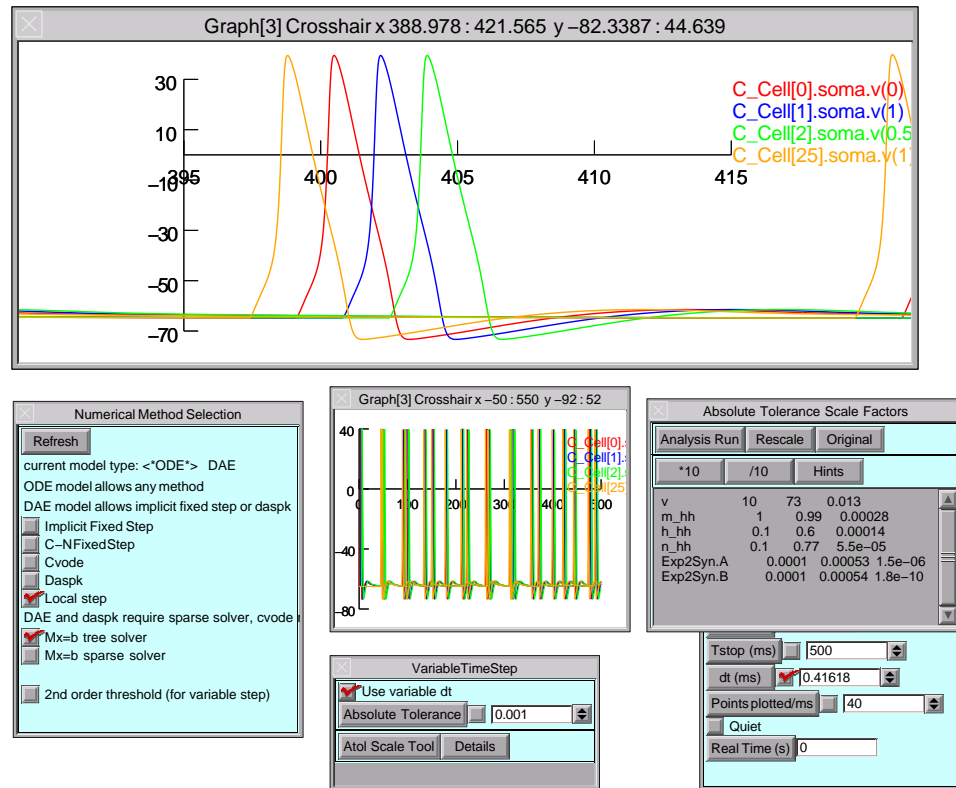 Graph[3] Crosshair x 388.978 : 421.565 y −82.3387 : 44.639
30
10
−10
−30
−50
−70
395 400 405 410 415
C_Cell[0].soma.v(0)
C_Cell[1].soma.v(1)
C_Cell[2].soma.v(0.5
C_Cell[25].soma.v(1)
Numerical Method Selection
Refresh
current model type: <*ODE*> DAE
ODE model allows any method
DAE model allows implicit fixed step or daspk
Implicit Fixed Step
C−NFixedStep
Cvode
Daspk
Local step
DAE and daspk require sparse solver, cvode
Mx=b tree solver
Mx=b sparse solver
2nd order threshold (for variable step)
Graph[3] Crosshair x −50 : 550 y −92 : 52
40
0
−40
−80
0 100 200 300 400 500
C_Cell[0].
C_Cell[1].
C_Cell[2].
C_Cell[25
VariableTimeStep
Use variable dt
Absolute Tolerance 0.001
Atol Scale Tool Details
Absolute Tolerance Scale Factors
Analysis Run Rescale Original
*10 /10 Hints
v 10 73 0.013
m_hh 1 0.99 0.00028
h_hh 0.1 0.6 0.00014
n_hh 0.1 0.77 5.5e−05
Exp2Syn.A 0.0001 0.00053 1.5e−06
Exp2Syn.B 0.0001 0.00054 1.8e−10
Tstop (ms) 500
dt (ms) 0.41618
Points plotted/ms 40
Quiet
Real Time (s) 0